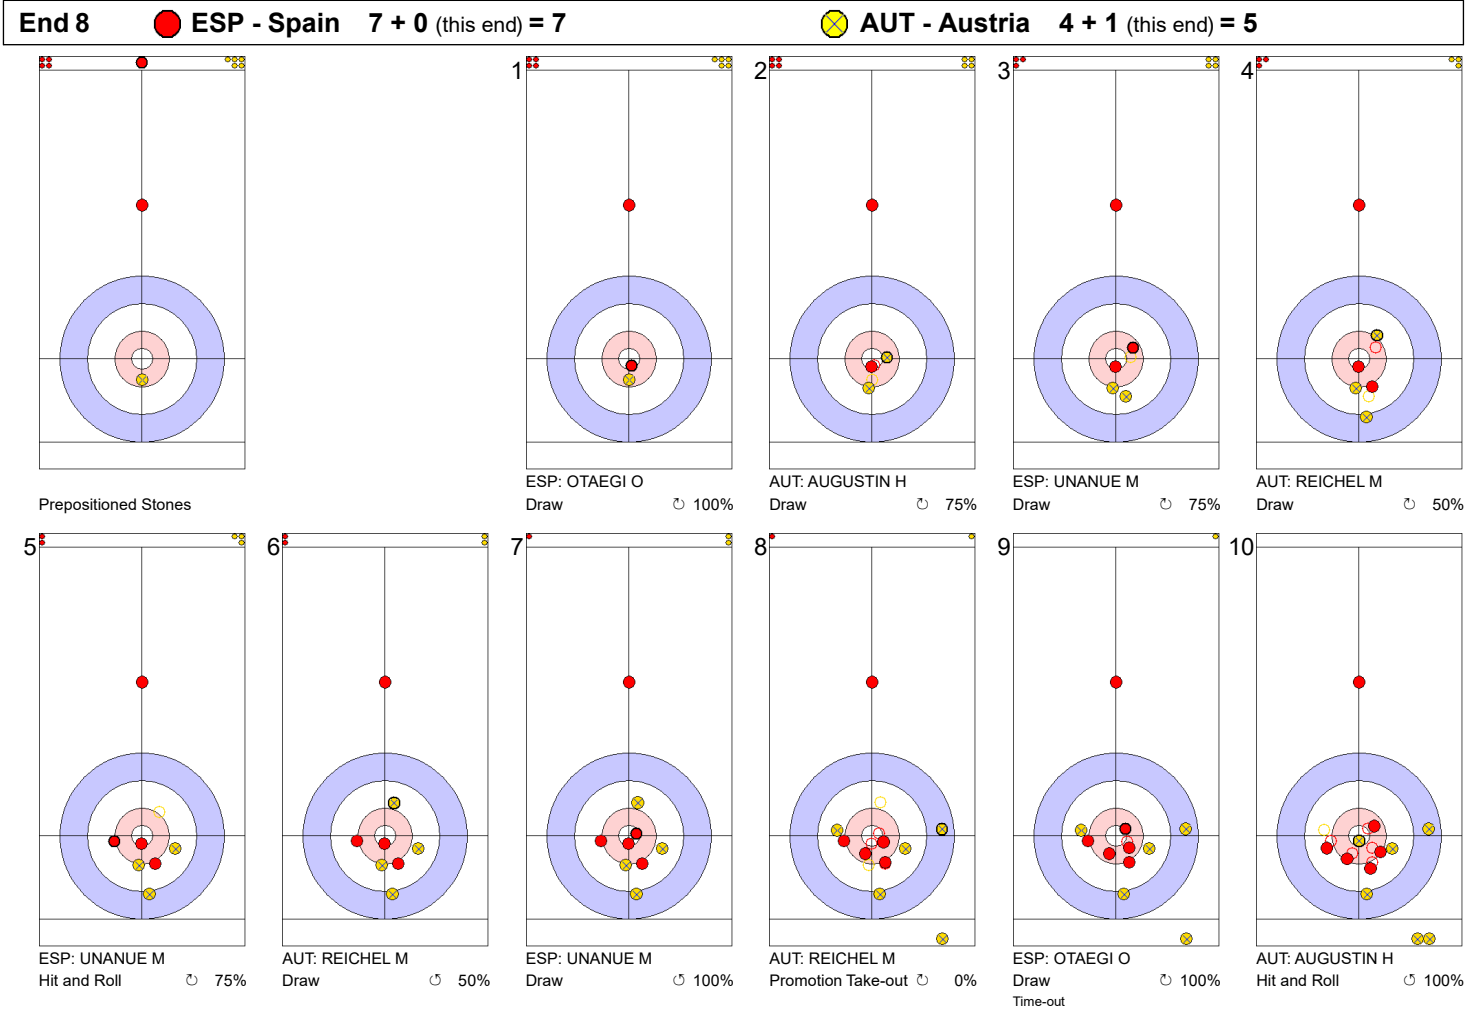 End 8 ESP - Spain 7 + 0 (this end) = 7 AUT - Austria 4 + 1 (this end) = 5
1 2 3 4
ESP: OTAEGI O AUT: AUGUSTIN H ESP: UNANUE M AUT: REICHEL M
Prepositioned Stones Draw ↻ 100% Draw ↻ 75% Draw ↻ 75% Draw ↻ 50%
5 6 7 8 9 10
ESP: UNANUE M AUT: REICHEL M ESP: UNANUE M AUT: REICHEL M ESP: OTAEGI O AUT: AUGUSTIN H
Hit and Roll ↻ 75% Draw ↺ 50% Draw ↺ 100% Promotion Take-out ↻ 0% Draw ↺ 100% Hit and Roll ↺ 100%
Time-out